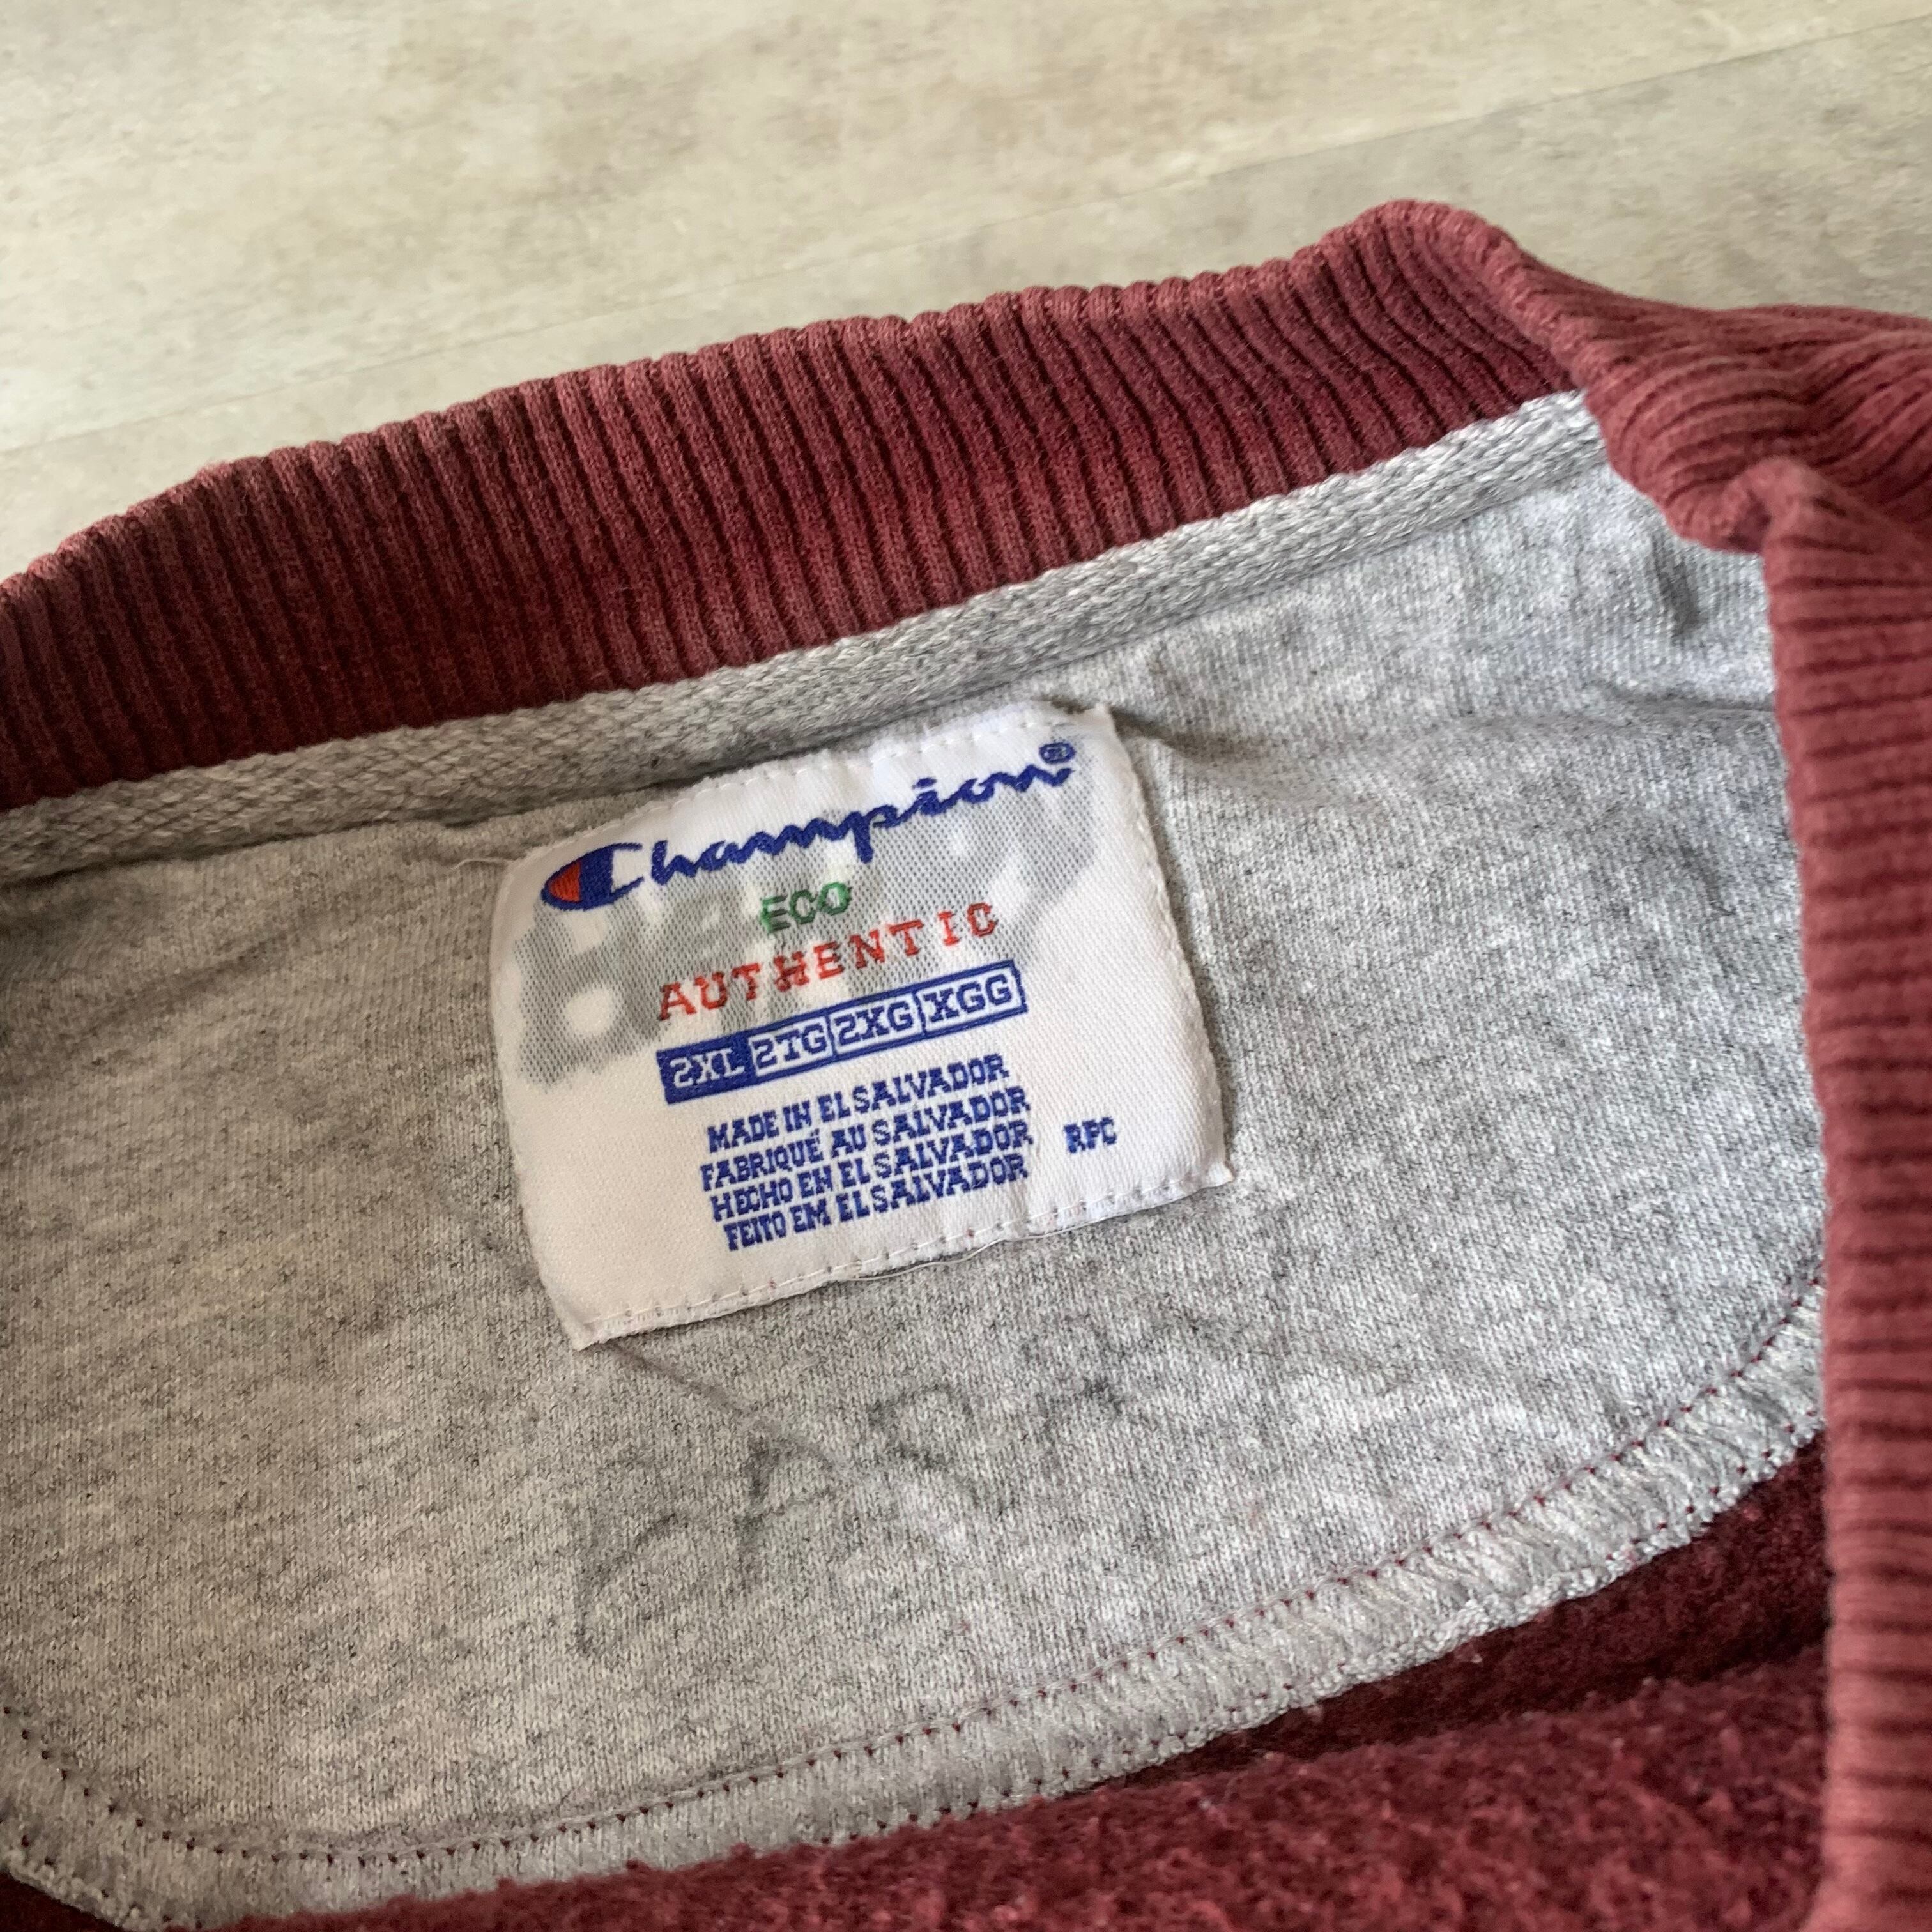 Champion®
ECO
AUTHENTIC
2XL 2TG 2XG XGG
MADE IN EL SALVADOR
FABRIQUÉ AU SALVADOR
HECHO EN EL SALVADOR
FEITO EM EL SALVADOR
RPC